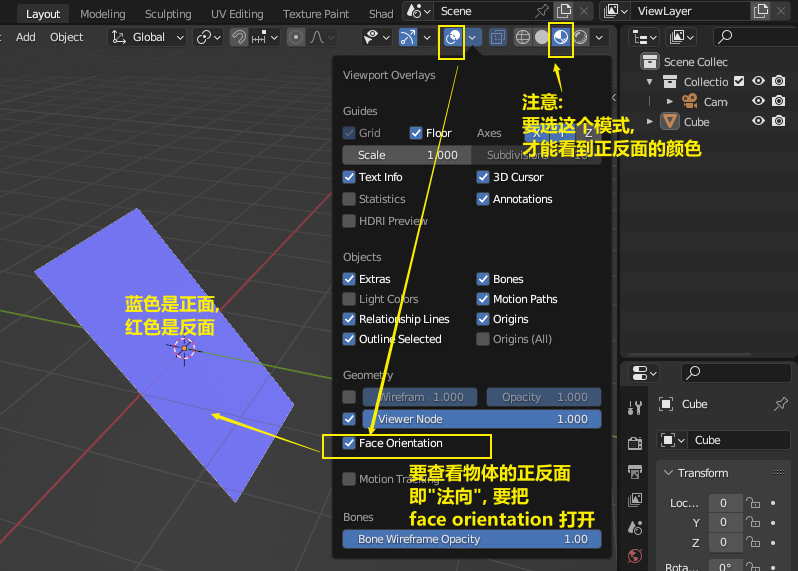 Layout Modeling Sculpting UV Editing Texture Paint Shad Scene ViewLayer
Add Object Global
Viewport Overlays
Guides
Grid Floor Axes X Y Z
Scale 1.000 Subdivisions 10
Text Info 3D Cursor
Statistics Annotations
HDRI Preview
Objects
Extras Bones
Light Colors Motion Paths
Relationship Lines Origins
Outline Selected Origins (All)
Geometry
Wirefram 1.000 Opacity 1.000
Viewer Node 1.000
Face Orientation
Motion Tracking
Bones
Bone Wireframe Opacity 1.00
注意:
要选这个模式,
才能看到正反面的颜色
蓝色是正面,
红色是反面
要查看物体的正反面
即"法向", 要把
face orientation 打开
Scene Collec
Collectio
Cam
Cube
Cube
Cube
Transform
Loc... 0
Y 0
Z 0
Rota... 0°